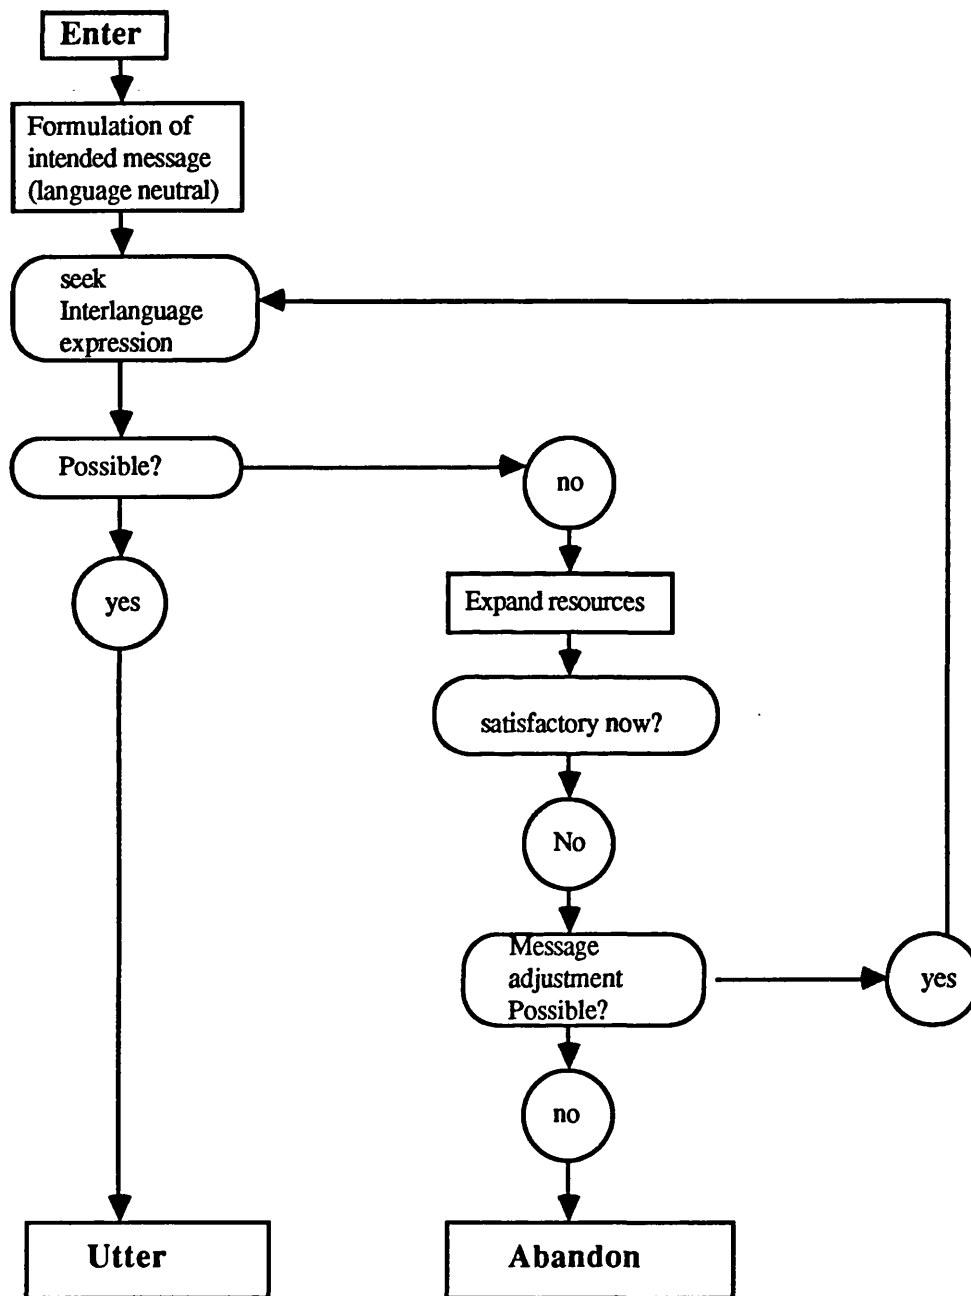 Enter
Formulation of
intended message
(language neutral)
seek
Interlanguage
expression
Possible?
no
yes
Expand resources
satisfactory now?
No
Message
adjustment
Possible?
yes
no
Utter
Abandon